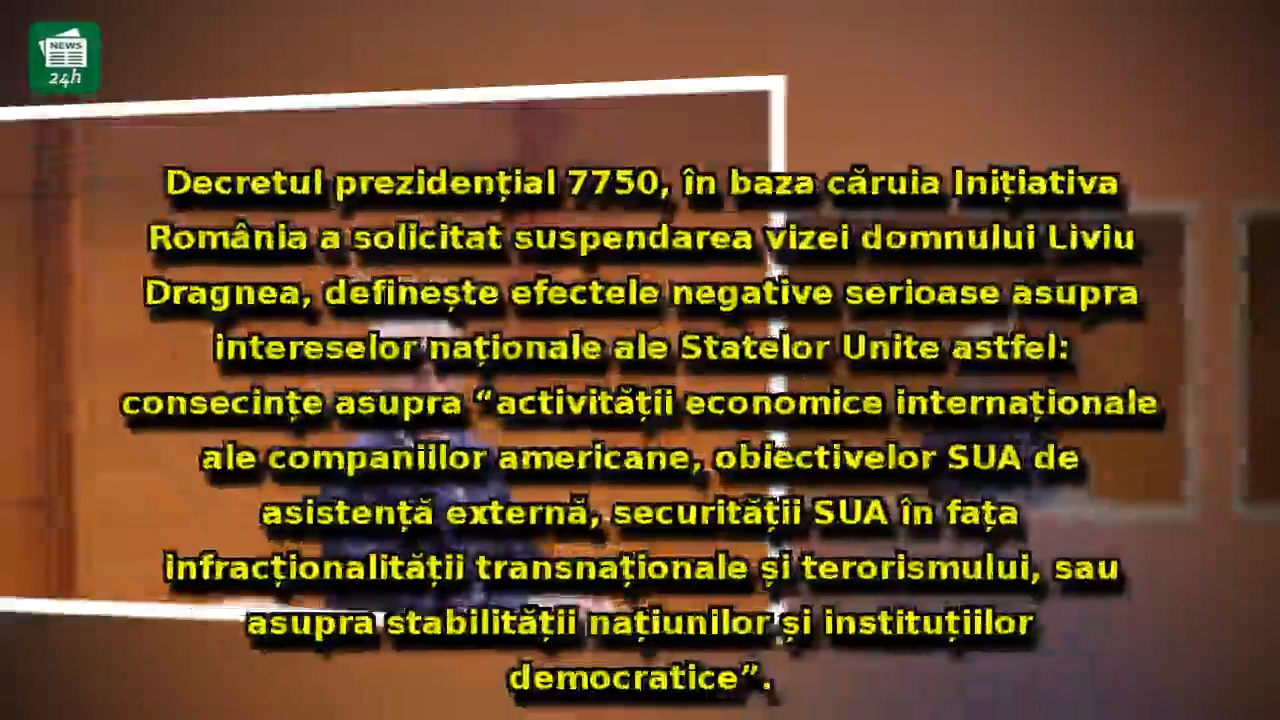 NEWS
24h
Decretul prezidențial 7750, în baza căruia Inițiativa
România a solicitat suspendarea vizei domnului Liviu
Dragnea, definește efectele negative serioase asupra
intereselor naționale ale Statelor Unite astfel:
consecințe asupra “activității economice internaționale
ale companiilor americane, obiectivelor SUA de
asistență externă, securității SUA în fața
infracționalității transnaționale și terorismului, sau
asupra stabilității națiunilor și instituțiilor
democratice”.